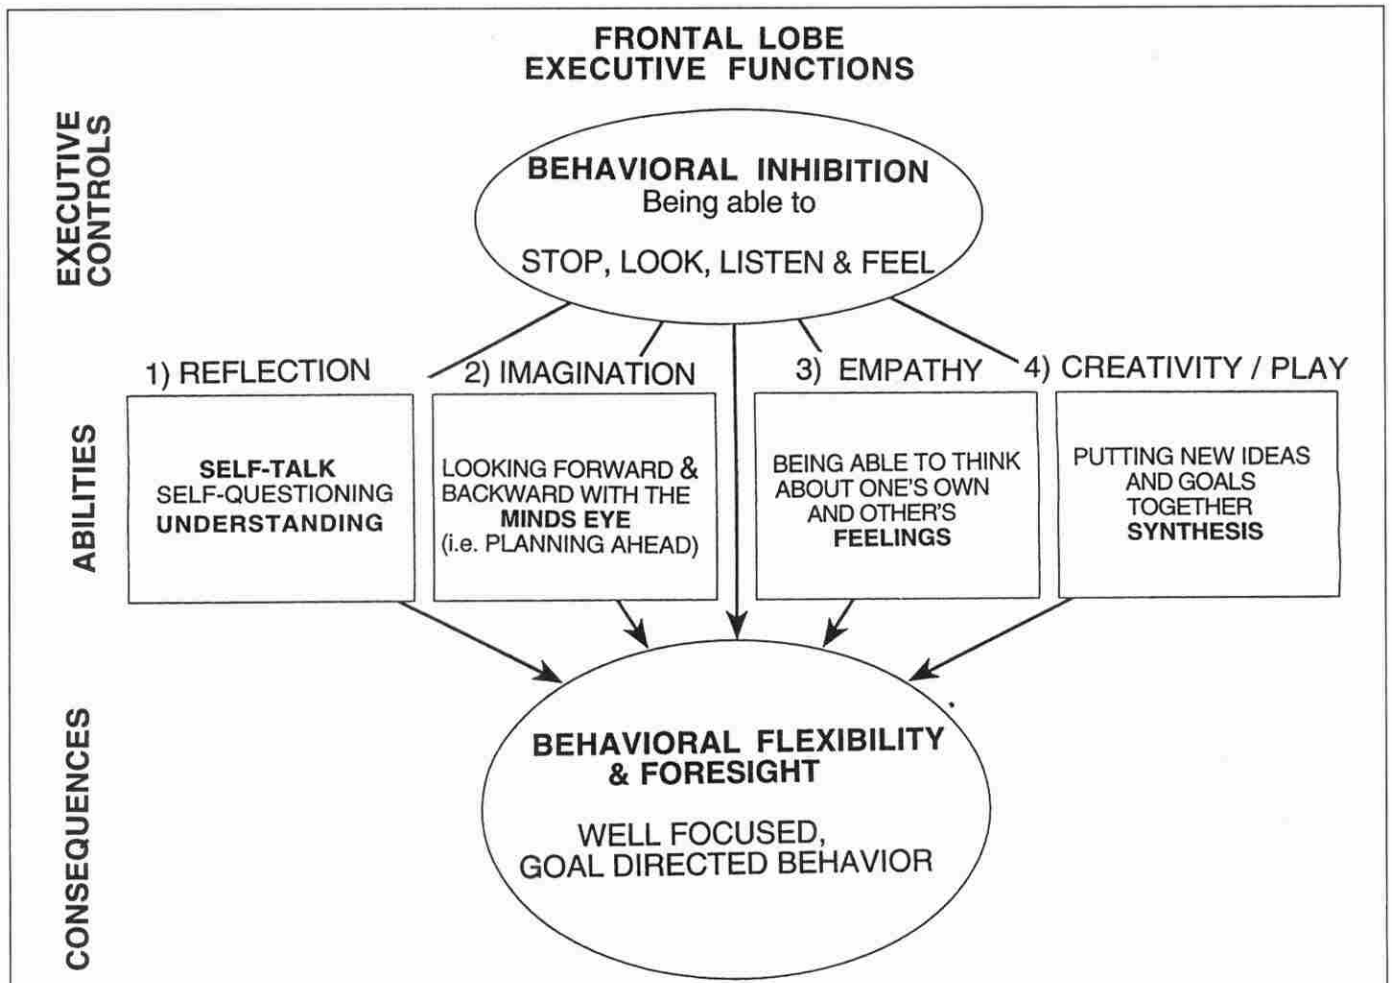 FRONTAL LOBE
EXECUTIVE FUNCTIONS
EXECUTIVE
CONTROLS
BEHAVIORAL INHIBITION
Being able to
STOP, LOOK, LISTEN & FEEL
ABILITIES
1) REFLECTION
SELF-TALK
SELF-QUESTIONING
UNDERSTANDING
2) IMAGINATION
LOOKING FORWARD &
BACKWARD WITH THE
MINDS EYE
(i.e. PLANNING AHEAD)
3) EMPATHY
BEING ABLE TO THINK
ABOUT ONE'S OWN
AND OTHER'S
FEELINGS
4) CREATIVITY / PLAY
PUTTING NEW IDEAS
AND GOALS
TOGETHER
SYNTHESIS
CONSEQUENCES
BEHAVIORAL FLEXIBILITY
& FORESIGHT
WELL FOCUSED,
GOAL DIRECTED BEHAVIOR